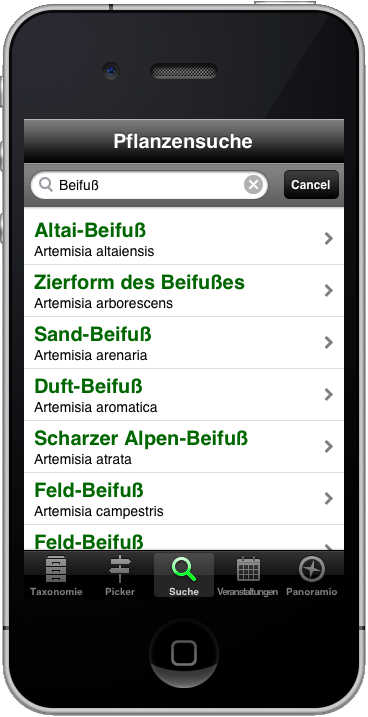 Pflanzensuche
Beifuß
Cancel
Altai-Beifuß
Artemisia altaiensis
Zierform des Beifußes
Artemisia arborescens
Sand-Beifuß
Artemisia arenaria
Duft-Beifuß
Artemisia aromatica
Scharzer Alpen-Beifuß
Artemisia atrata
Feld-Beifuß
Artemisia campestris
Feld-Beifuß
Taxonomie
Picker
Suche
Veranstaltungen
Panoramio